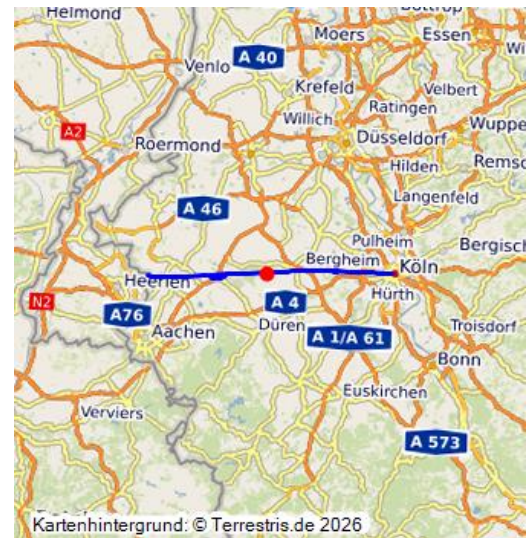 Helmond
Bottrop
A 40
Moers
Essen
Venlo
Krefeld
Velbert
A2
Willich
Ratingen
Roermond
Düsseldorf
Wuppe
Hilden
Remsc
A 46
Langenfeld
Pulheim
Bergheim
Bergisc
Heerlen
Köln
N2
A76
A 4
Hürth
Aachen
Düren
A 1/A 61
Troisdorf
Bonn
Verviers
Euskirchen
A 573
Kartenhintergrund: © Terrestris.de 2026